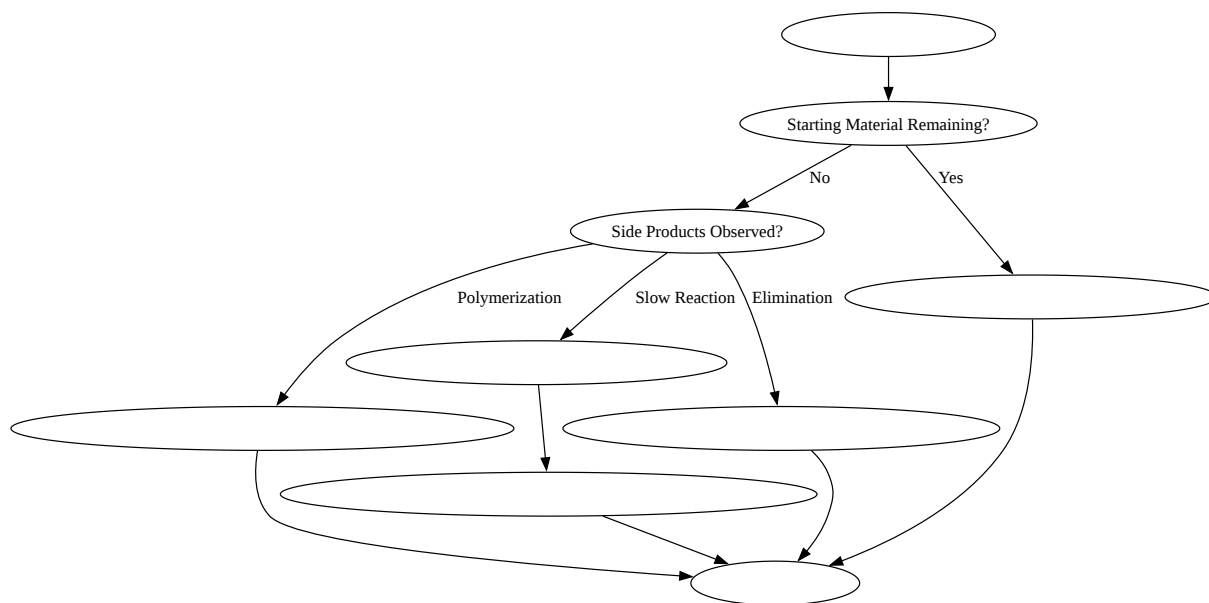 Starting Material Remaining?
No
Yes
Side Products Observed?
Polymerization
Slow Reaction
Elimination